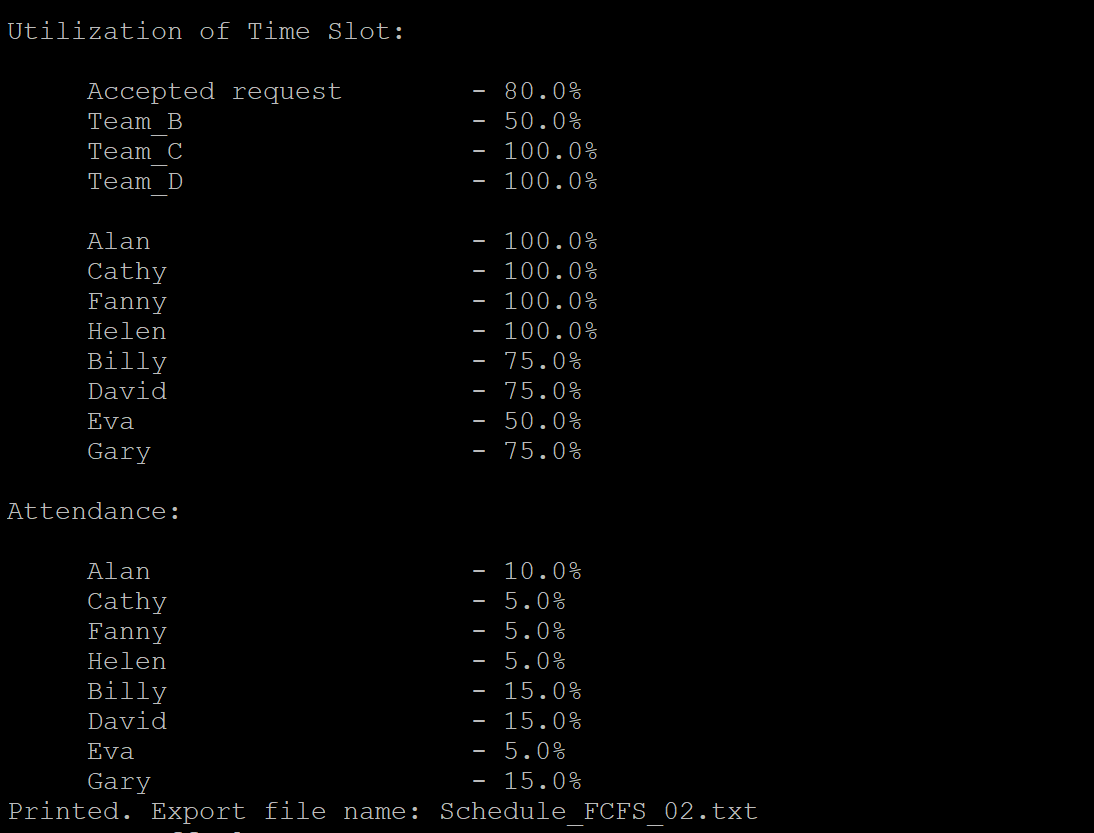 Utilization of Time Slot:
Accepted request - 80.0%
Team_B - 50.0%
Team_C - 100.0%
Team_D - 100.0%
Alan - 100.0%
Cathy - 100.0%
Fanny - 100.0%
Helen - 100.0%
Billy - 75.0%
David - 75.0%
Eva - 50.0%
Gary - 75.0%
Attendance:
Alan - 10.0%
Cathy - 5.0%
Fanny - 5.0%
Helen - 5.0%
Billy - 15.0%
David - 15.0%
Eva - 5.0%
Gary - 15.0%
Printed. Export file name: Schedule_FCFS_02.txt